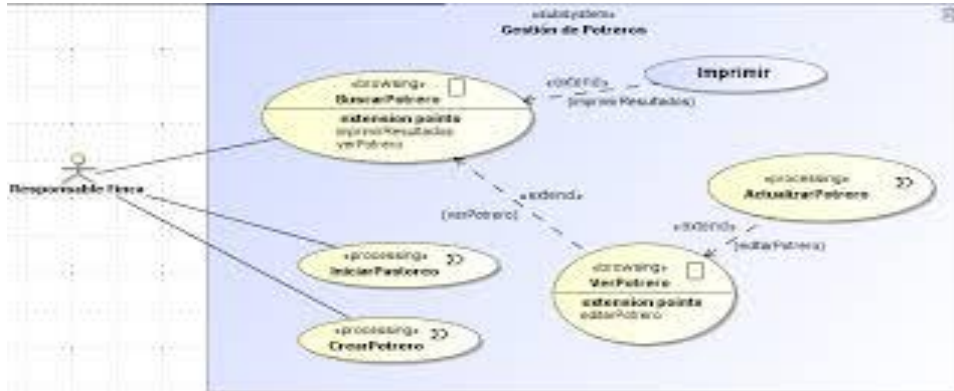 «subsystem»
Gestión de Potreros
«browsing»
BuscarPotrero
extension points
imprimirResultados
verPotrero
«extend»
(imprimirResultados)
Imprimir
Responsable Finca
«extend»
(verPotrero)
«processing»
ActualizarPotrero
«extend»
(editarPotrero)
«processing»
IniciarPastoreo
«browsing»
VerPotrero
extension points
editarPotrero
«processing»
CrearPotrero